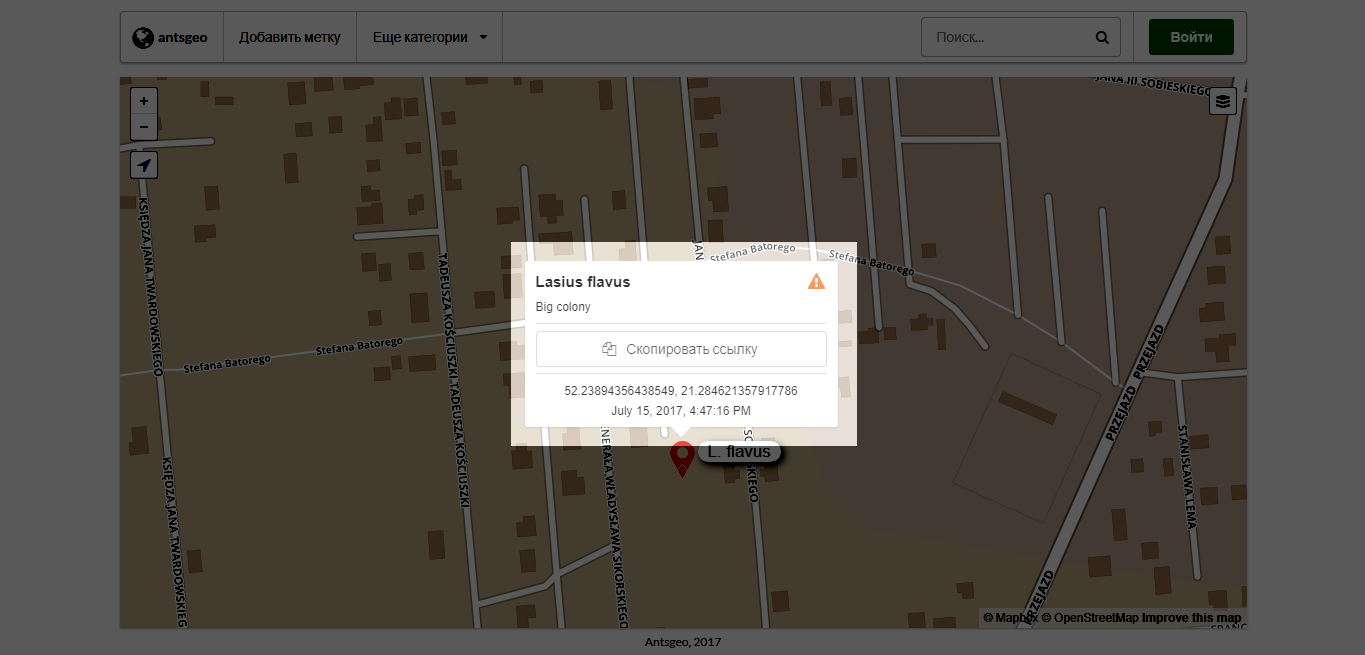 antsgeo
Добавить метку
Еще категории
Поиск...
Войти
+
−
JANA III SOBIESKIEGO
KSIĘDZA JANA TWARDOWSKIEGO
TADEUSZA KOŚCIUSZKI TADEUSZA KOŚCIUSZKI
Stefana Batorego
Stefana Batorego
JAN
Stefana Batorego
Stefana Batorego
Lasius flavus
Big colony
Скопировать ссылку
52.23894356438549, 21.284621357917786
July 15, 2017, 4:47:16 PM
L. flavus
PRZEJAZD PRZEJAZD
STANISŁAWA LEMA
KSIĘDZA JANA TWARDOWSKIEG
ENERAŁA WŁADYSŁAWA SIKORSKIEGO
PRZEJAZD
© Mapbox © OpenStreetMap Improve this map
Antsgeo, 2017